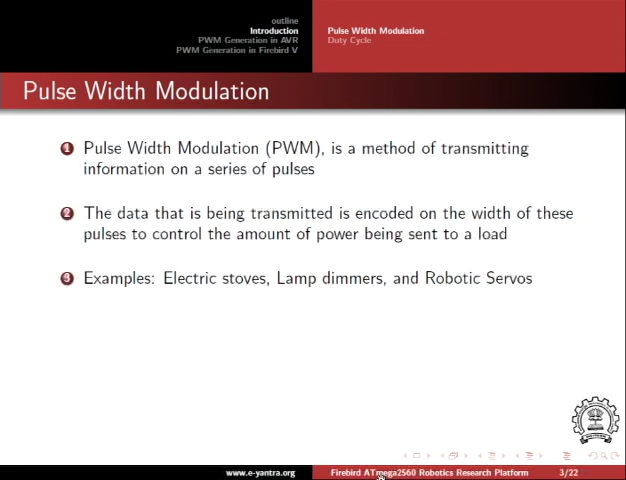 outline
Introduction
PWM Generation in AVR
PWM Generation in Firebird V
Pulse Width Modulation
Duty Cycle
Pulse Width Modulation
1 Pulse Width Modulation (PWM), is a method of transmitting
information on a series of pulses
2 The data that is being transmitted is encoded on the width of these
pulses to control the amount of power being sent to a load
3 Examples: Electric stoves, Lamp dimmers, and Robotic Servos
www.e-yantra.org
Firebird ATmega2560 Robotics Research Platform
3/22